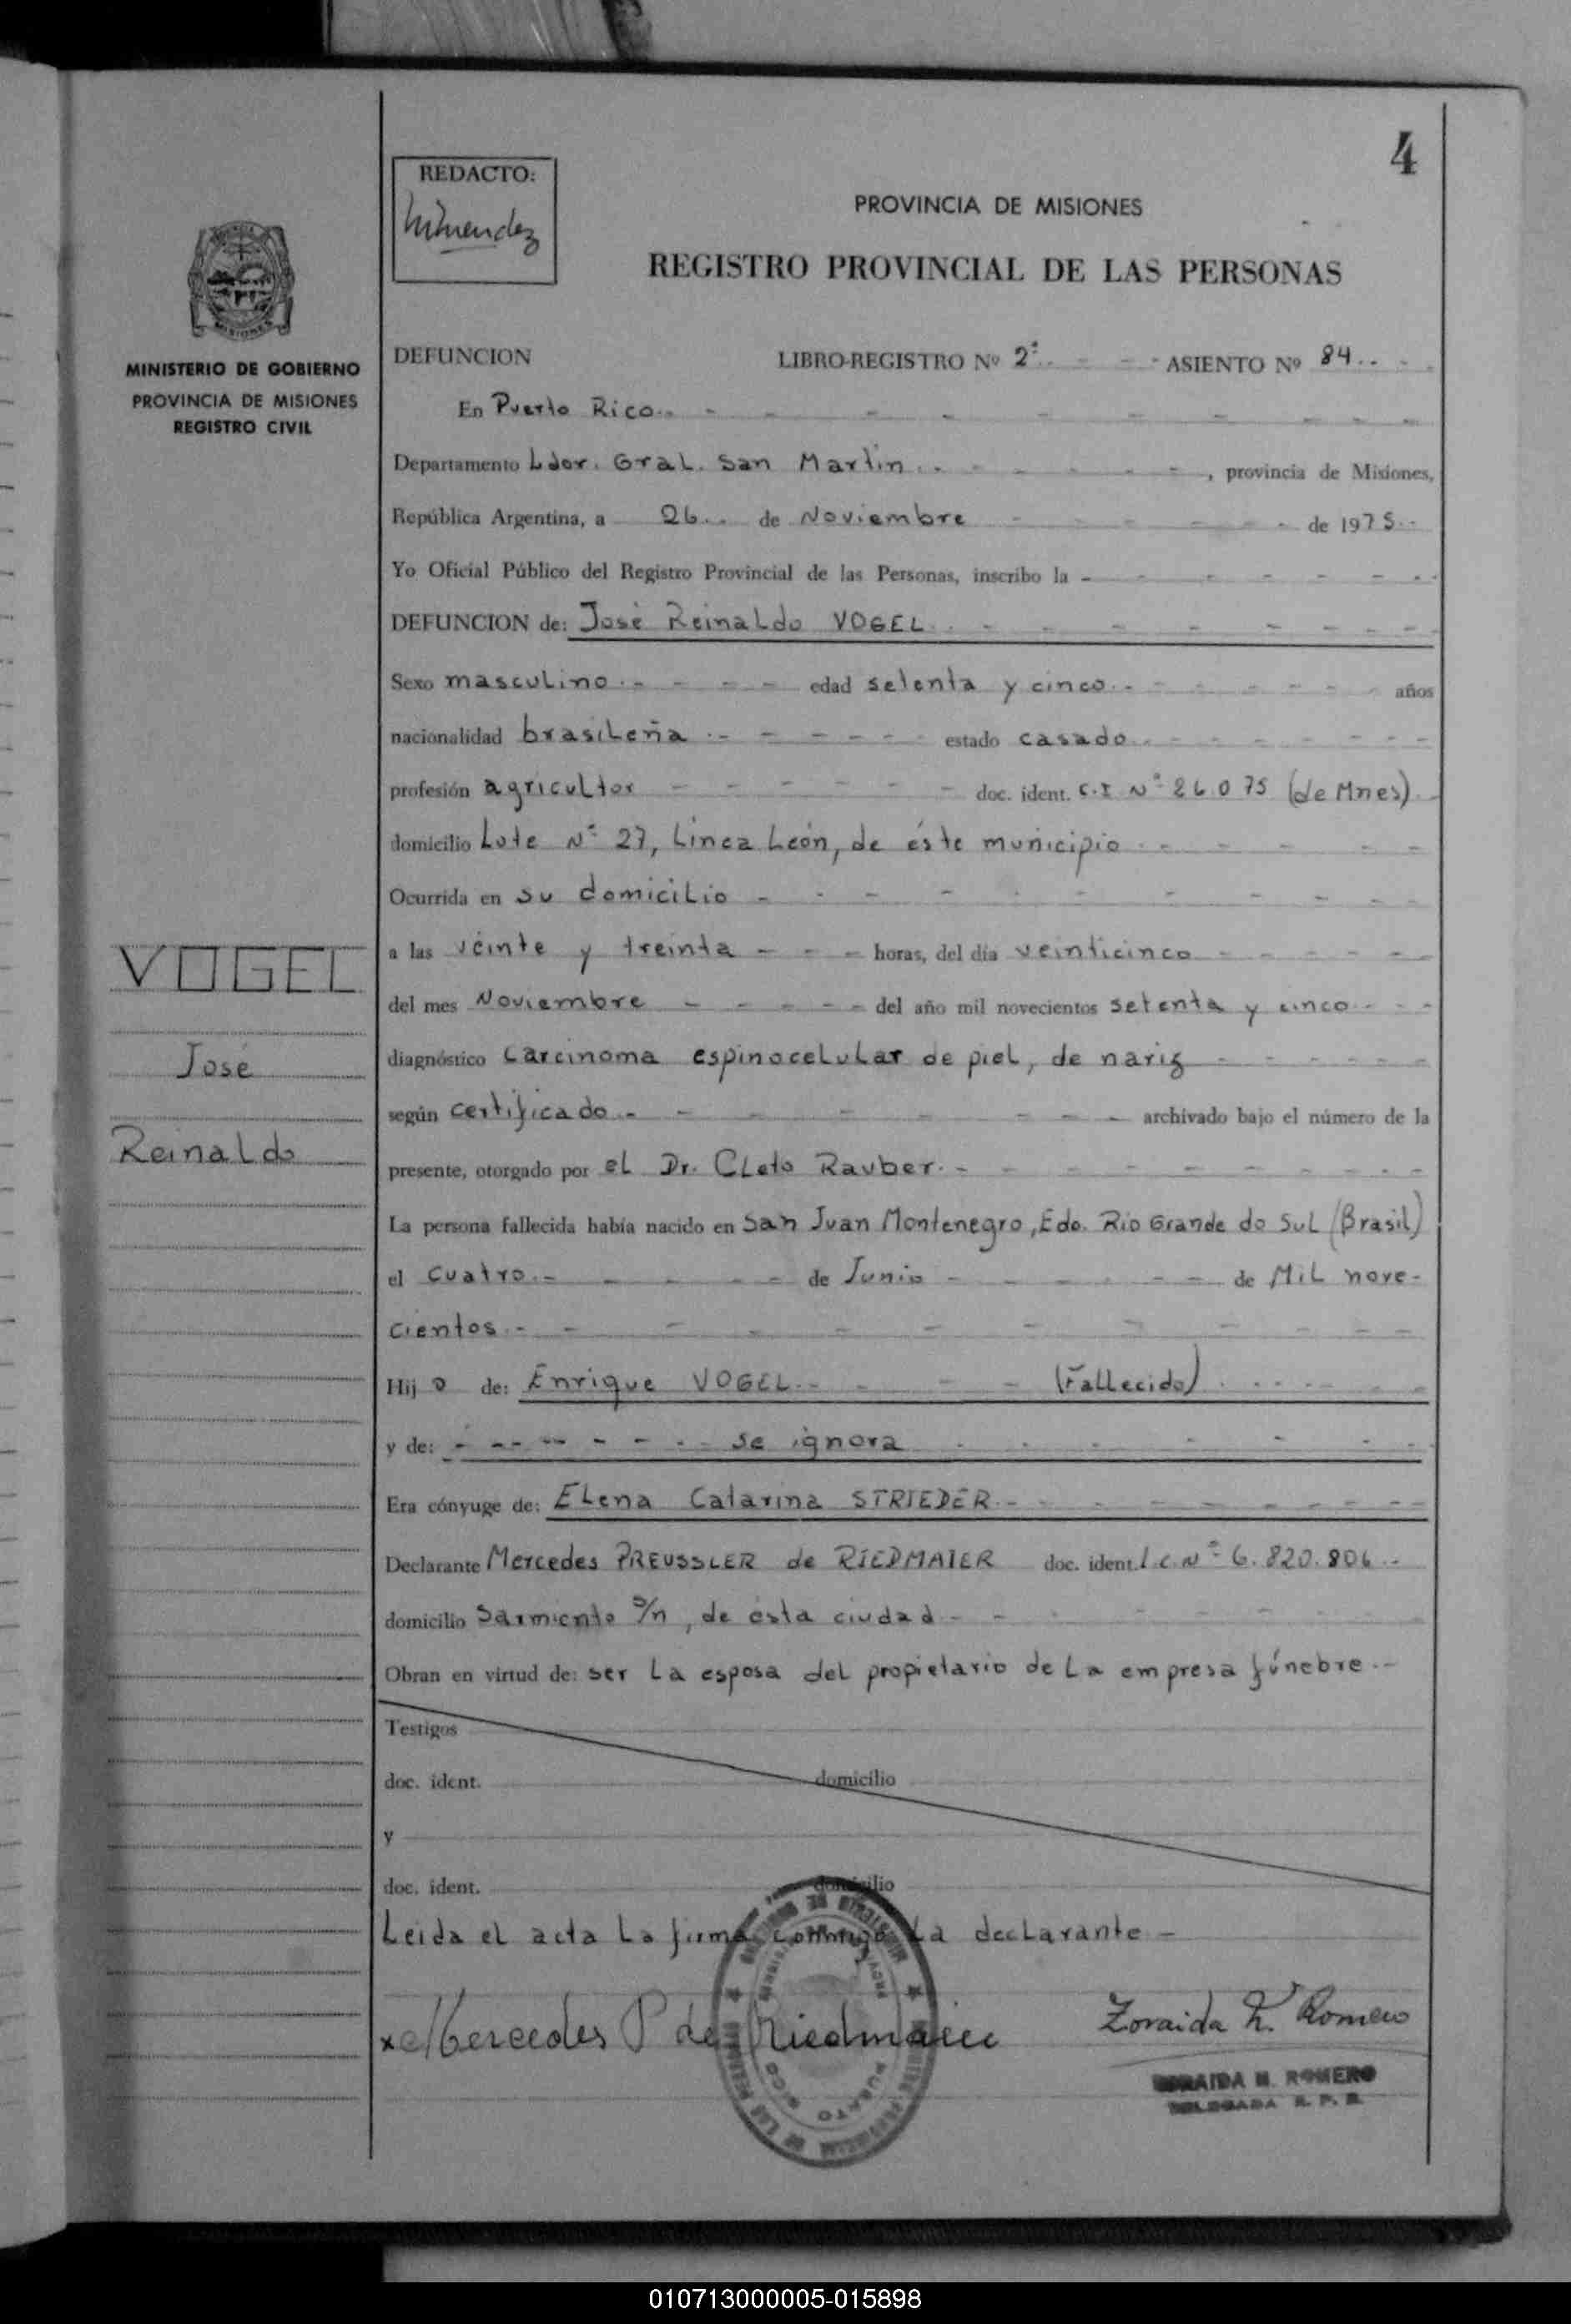 4
REDACTO:
PROVINCIA DE MISIONES
REGISTRO PROVINCIAL DE LAS PERSONAS
MISIONES
MINISTERIO DE GOBIERNO
PROVINCIA DE MISIONES
REGISTRO CIVIL
DEFUNCION LIBRO-REGISTRO Nº 2º.. - - - ASIENTO Nº 84.. - .
En Puerto Rico..
Departamento Ldor. Gral. San Martín.. , provincia de Misiones,
República Argentina, a 26.. de Noviembre de 1975..
Yo Oficial Público del Registro Provincial de las Personas, inscribo la
DEFUNCION de: José Reinaldo VOGEL
Sexo masculino.- edad setenta y cinco.- años
nacionalidad brasileña .- estado casado.
profesión agricultor doc. ident. C.I Nº 26075 (de Mnes).
domicilio Lote Nº 27, Línea León, de éste municipio
Ocurrida en su domicilio
a las veinte y treinta horas, del día veinticinco
del mes Noviembre del año mil novecientos setenta y cinco
diagnóstico carcinoma espinocelular de piel, de nariz
según certificado.- archivado bajo el número de la
presente, otorgado por el Dr. Cleto Rauber.-
La persona fallecida había nacido en San Juan Montenegro, Edo. Rio Grande do Sul (Brasil)
el cuatro.- de Junio de Mil nove-
cientos.-
Hijo de: Enrique VOGEL.- (Fallecido)
y de: se ignora
Era cónyuge de: Elena Catarina STRIEDER.-
Declarante Mercedes PREUSSLER de RIEDMAIER doc. ident. l.c.Nº 6.820.806.-
domicilio Sarmiento s/n, de ésta ciudad
Obran en virtud de: ser la esposa del propietario de la empresa fúnebre.-
Testigos
doc. ident. domicilio
y
doc. ident. domicilio
Leida el acta la firma conmigo la declarante -
x Mercedes P de Riedmaier
Zoraida N. Romero
ZORAIDA N. ROMERO
DELEGADA R. P. P.
PUERTO RICO
VOGEL
José
Reinaldo
010713000005-015898